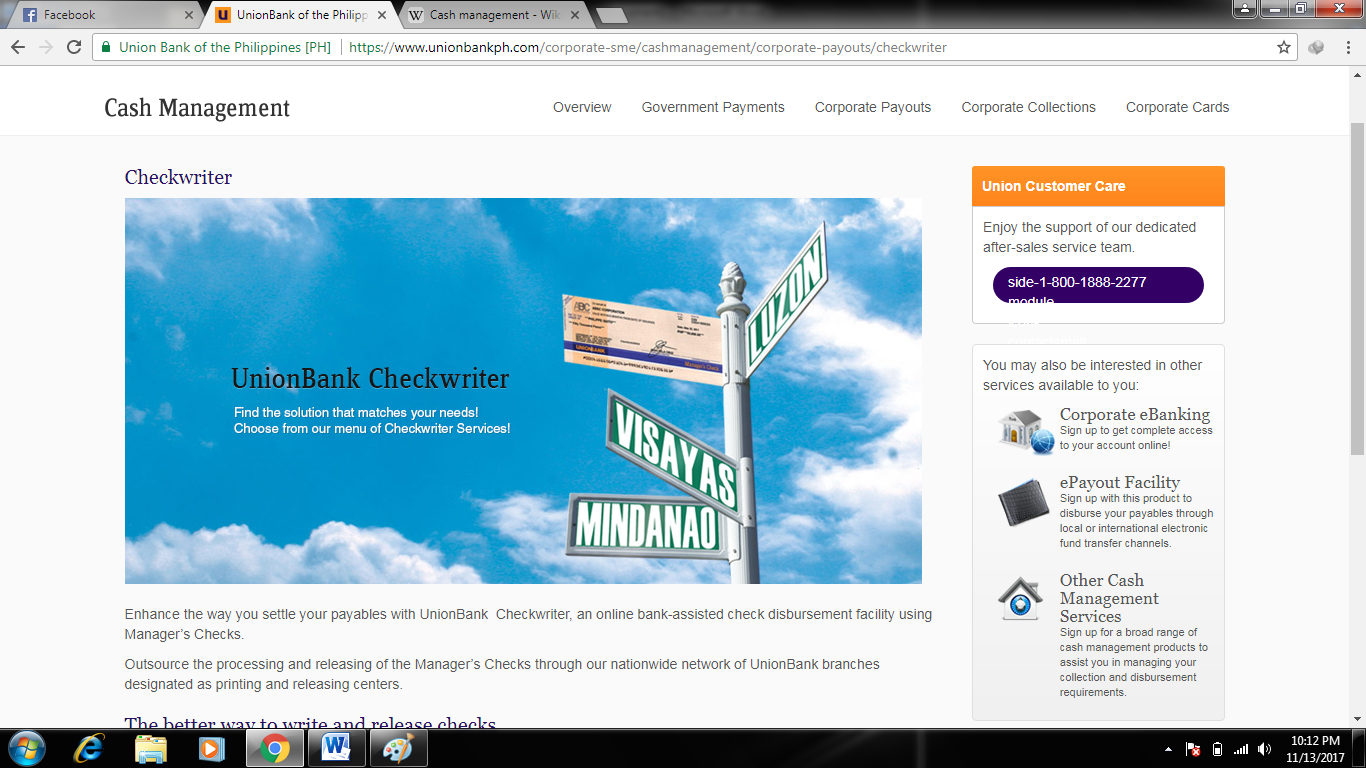 Facebook
UnionBank of the Philipp
Cash management - Wik
Union Bank of the Philippines [PH]
https://www.unionbankph.com/corporate-sme/cashmanagement/corporate-payouts/checkwriter
Cash Management
Overview
Government Payments
Corporate Payouts
Corporate Collections
Corporate Cards
Checkwriter
LUZON
ABC
UNIONBANK
Manager's Check
UnionBank Checkwriter
Find the solution that matches your needs!
Choose from our menu of Checkwriter Services!
VISAYAS
MINDANAO
Enhance the way you settle your payables with UnionBank Checkwriter, an online bank-assisted check disbursement facility using
Manager’s Checks.
Outsource the processing and releasing of the Manager’s Checks through our nationwide network of UnionBank branches
designated as printing and releasing centers.
The better way to write and release checks
Union Customer Care
Enjoy the support of our dedicated
after-sales service team.
side-1-800-1888-2277
module
You may also be interested in other
services available to you:
Corporate eBanking
Sign up to get complete access
to your account online!
ePayout Facility
Sign up with this product to
disburse your payables through
local or international electronic
fund transfer channels.
Other Cash
Management
Services
Sign up for a broad range of
cash management products to
assist you in managing your
collection and disbursement
requirements.
10:12 PM
11/13/2017